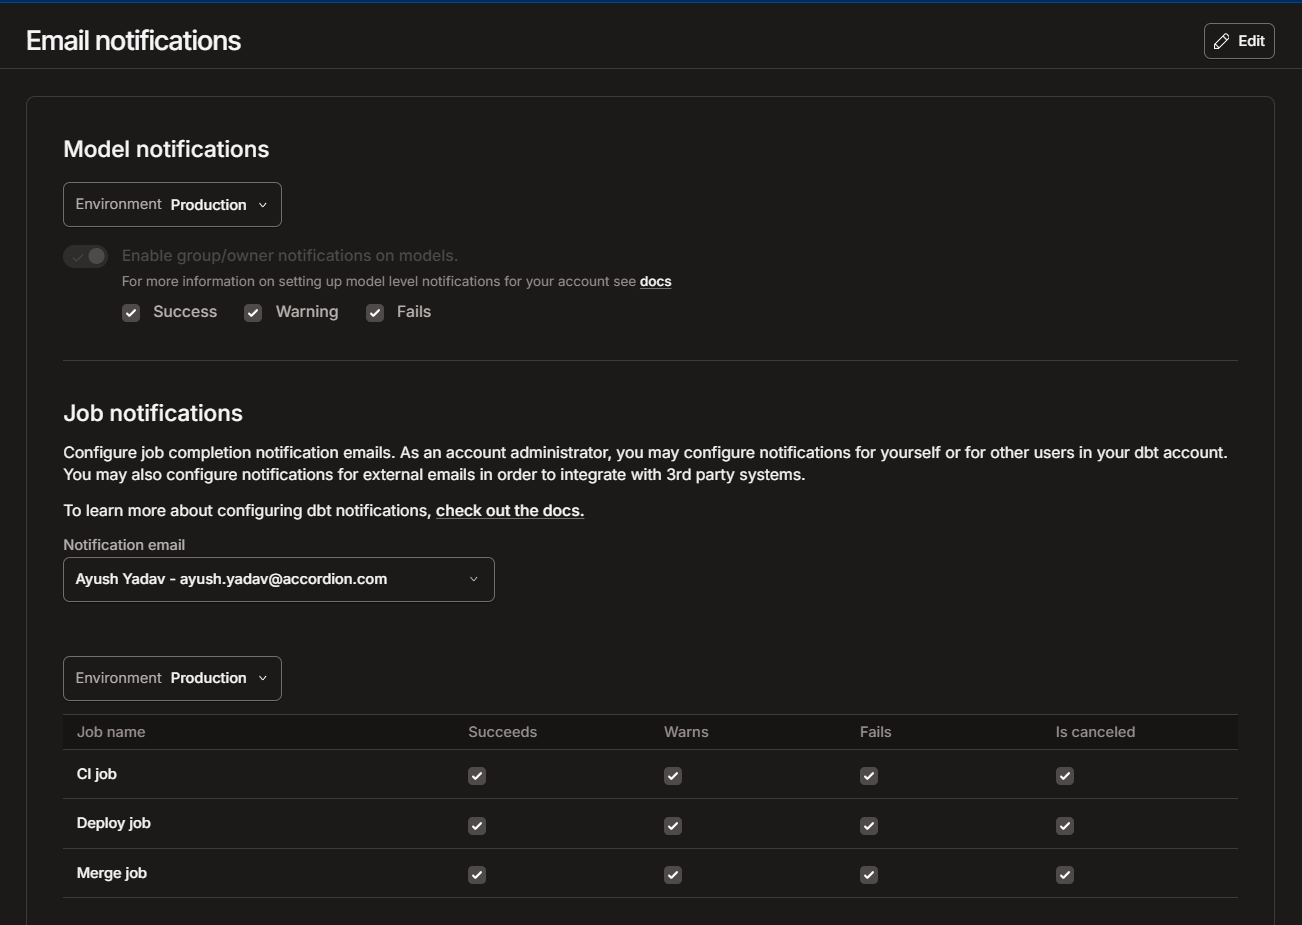 Email notifications
Edit
Model notifications
Environment Production
Enable group/owner notifications on models.
For more information on setting up model level notifications for your account see docs
Success Warning Fails
Job notifications
Configure job completion notification emails. As an account administrator, you may configure notifications for yourself or for other users in your dbt account.
You may also configure notifications for external emails in order to integrate with 3rd party systems.
To learn more about configuring dbt notifications, check out the docs.
Notification email
Ayush Yadav - ayush.yadav@accordion.com
Environment Production
Job name Succeeds Warns Fails Is canceled
CI job
Deploy job
Merge job